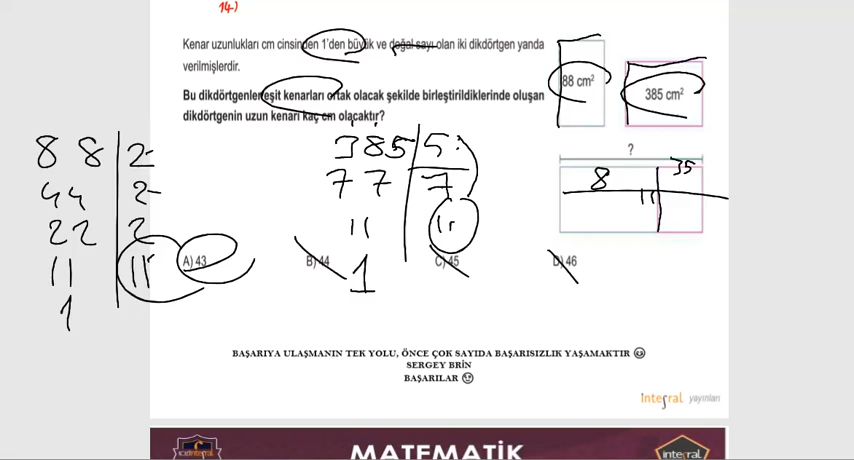 14)
Kenar uzunlukları cm cinsinden 1'den büyük ve doğal sayı olan iki dikdörtgen yanda
verilmişlerdir.
Bu dikdörtgenler eşit kenarları ortak olacak şekilde birleştirildiklerinde oluşan
dikdörtgenin uzun kenarı kaç cm olacaktır?
88 cm²
385 cm²
?
8 35
11
88 2
44 2
22 2
11 11
1
385 5
77 7
11 11
1
A) 43 B) 44 C) 45 D) 46
BAŞARIYA ULAŞMANIN TEK YOLU, ÖNCE ÇOK SAYIDA BAŞARISIZLIK YAŞAMAKTIR
SERGEY BRİN
BAŞARILAR
integral yayınları
MATEMATİK
integral